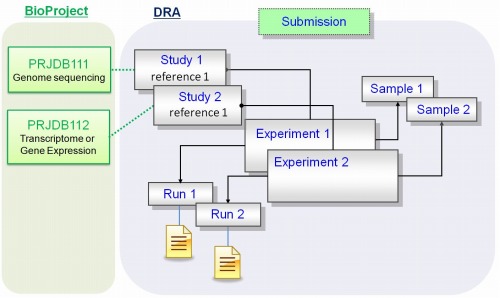 BioProject
DRA
Submission
PRJDB111
Genome sequencing
Study 1
reference 1
Sample 1
Study 2
reference 1
Sample 2
PRJDB112
Transcriptome or
Gene Expression
Experiment 1
Experiment 2
Run 1
Run 2